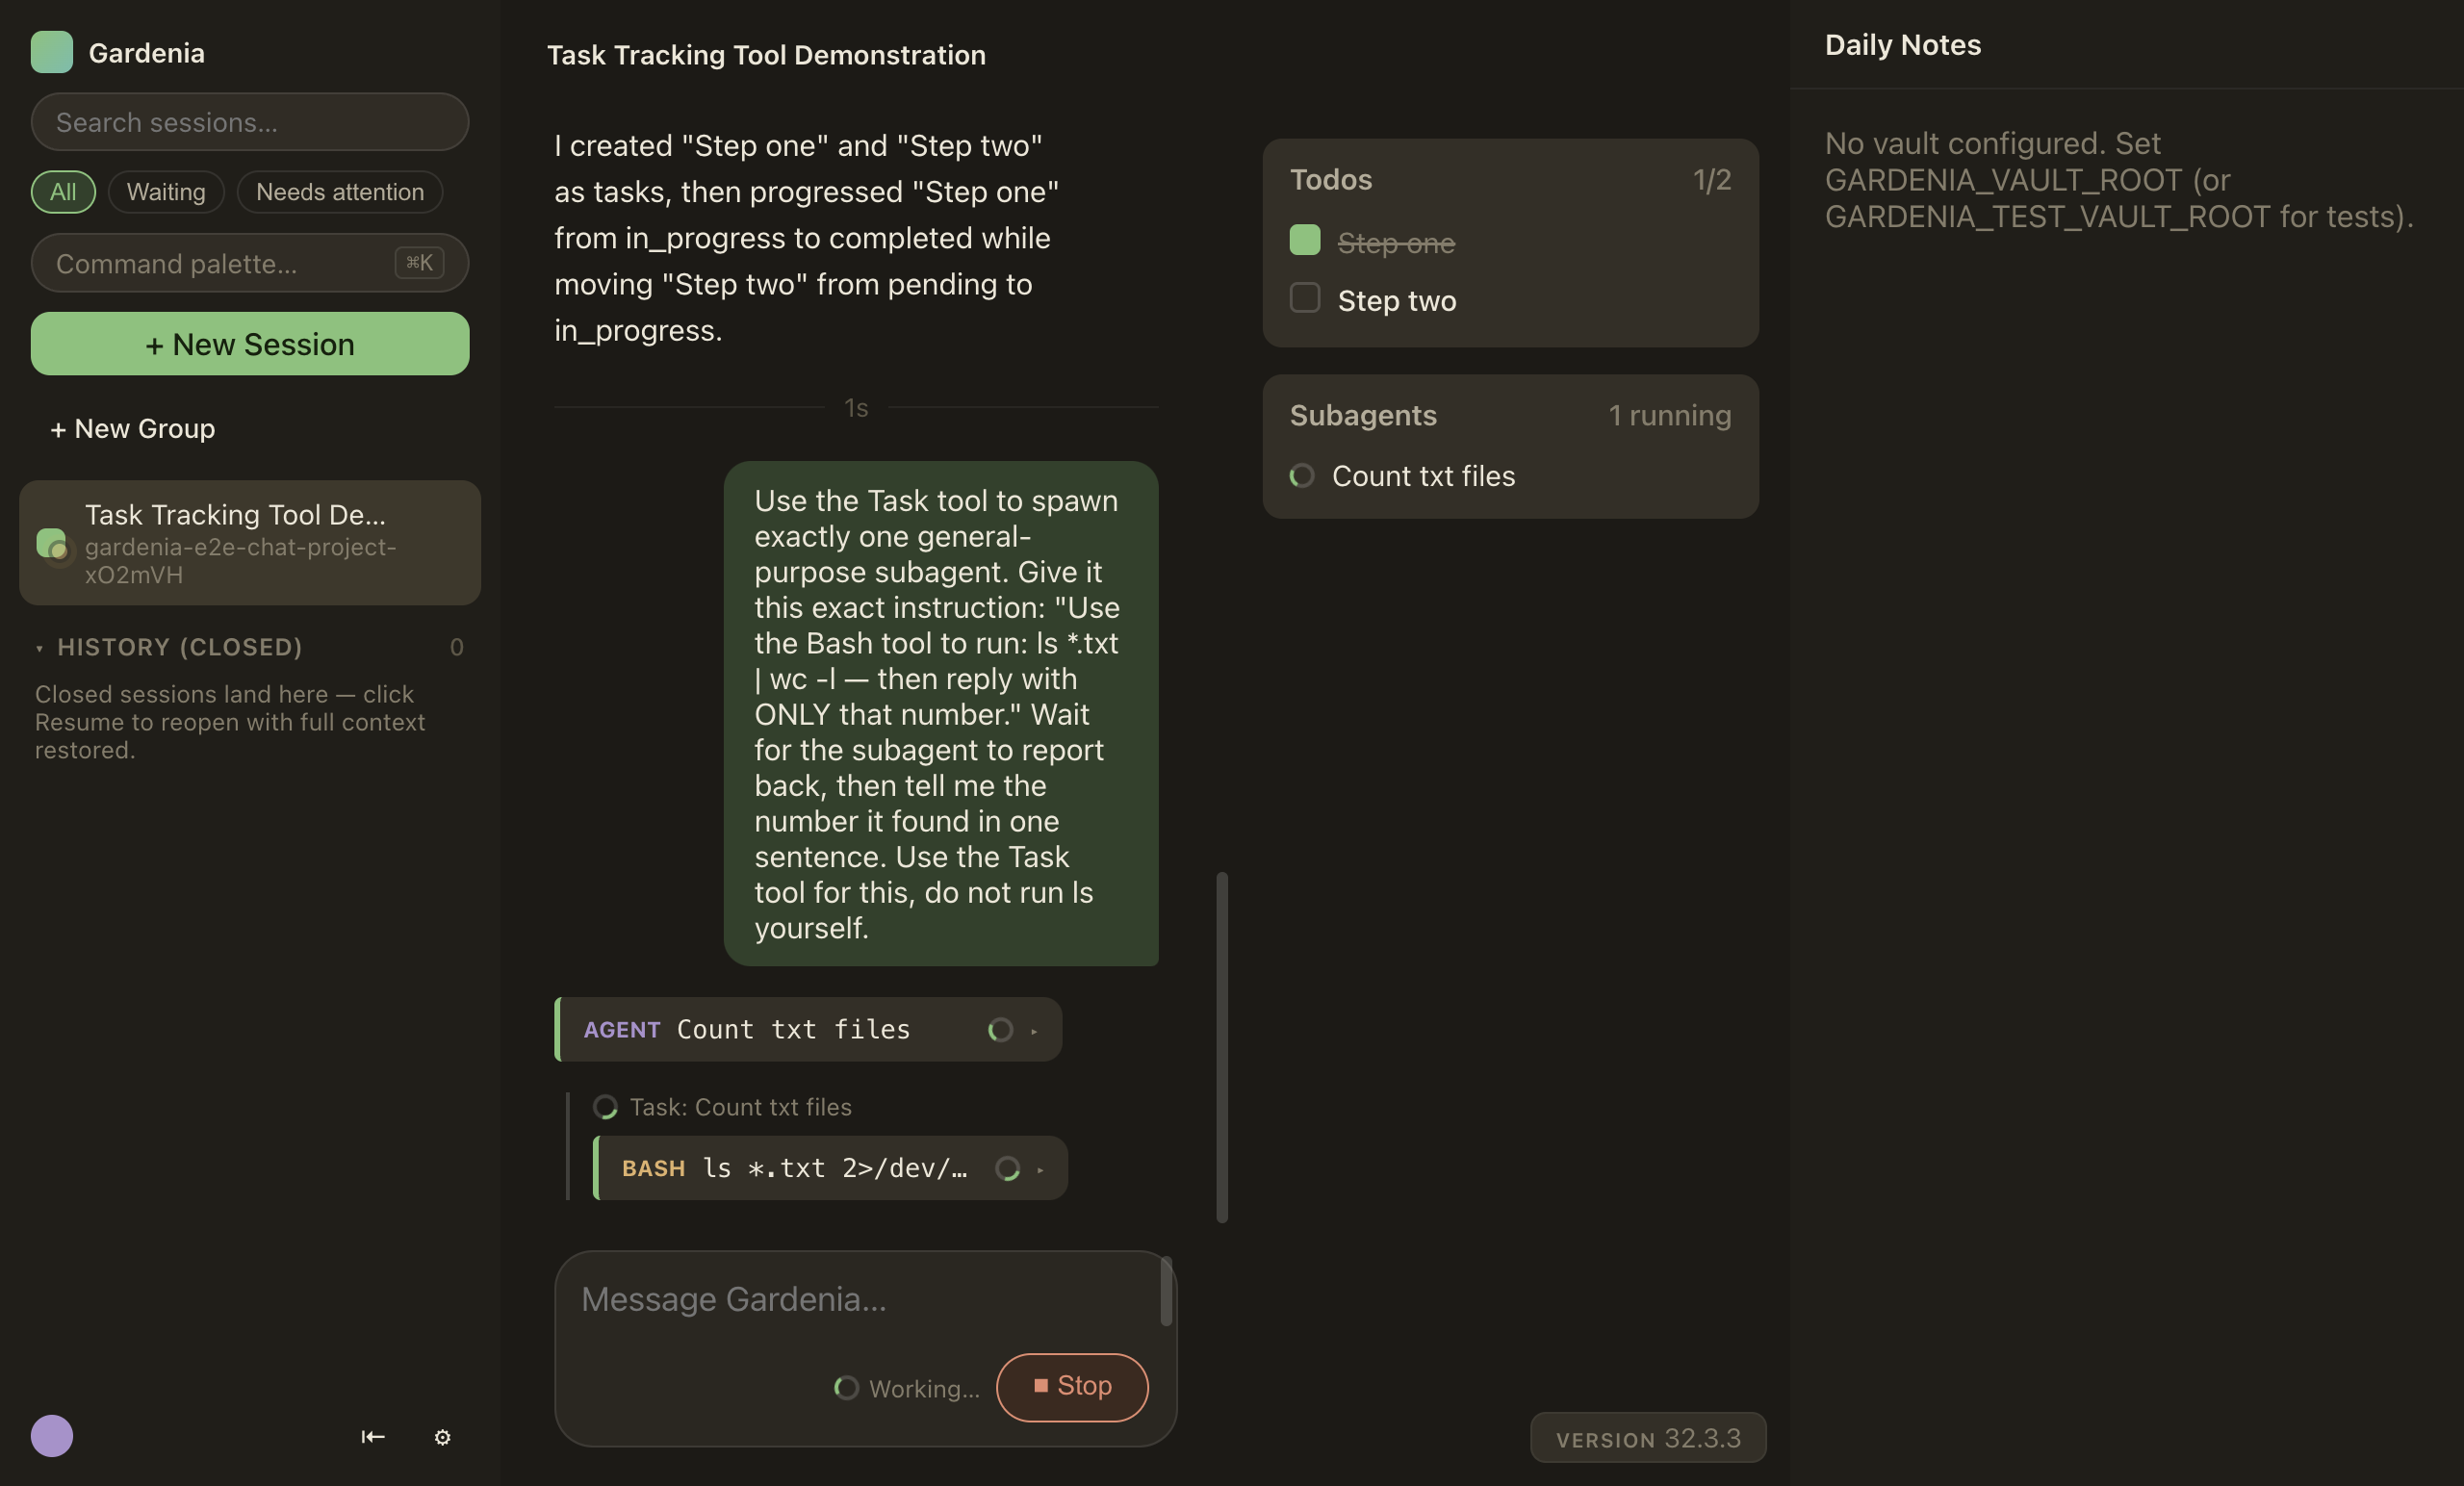 Gardenia
Search sessions...
All
Waiting
Needs attention
Command palette...
⌘K
+ New Session
+ New Group
Task Tracking Tool De...
gardenia-e2e-chat-project-
xO2mVH
▾ HISTORY (CLOSED) 0
Closed sessions land here — click
Resume to reopen with full context
restored.
Task Tracking Tool Demonstration
I created "Step one" and "Step two"
as tasks, then progressed "Step one"
from in_progress to completed while
moving "Step two" from pending to
in_progress.
1s
Use the Task tool to spawn
exactly one general-
purpose subagent. Give it
this exact instruction: "Use
the Bash tool to run: ls *.txt
| wc -l — then reply with
ONLY that number." Wait
for the subagent to report
back, then tell me the
number it found in one
sentence. Use the Task
tool for this, do not run ls
yourself.
AGENT Count txt files
Task: Count txt files
BASH ls *.txt 2>/dev/…
Message Gardenia...
Working...
Stop
Todos 1/2
Step one
Step two
Subagents 1 running
Count txt files
VERSION 32.3.3
Daily Notes
No vault configured. Set
GARDENIA_VAULT_ROOT (or
GARDENIA_TEST_VAULT_ROOT for tests).